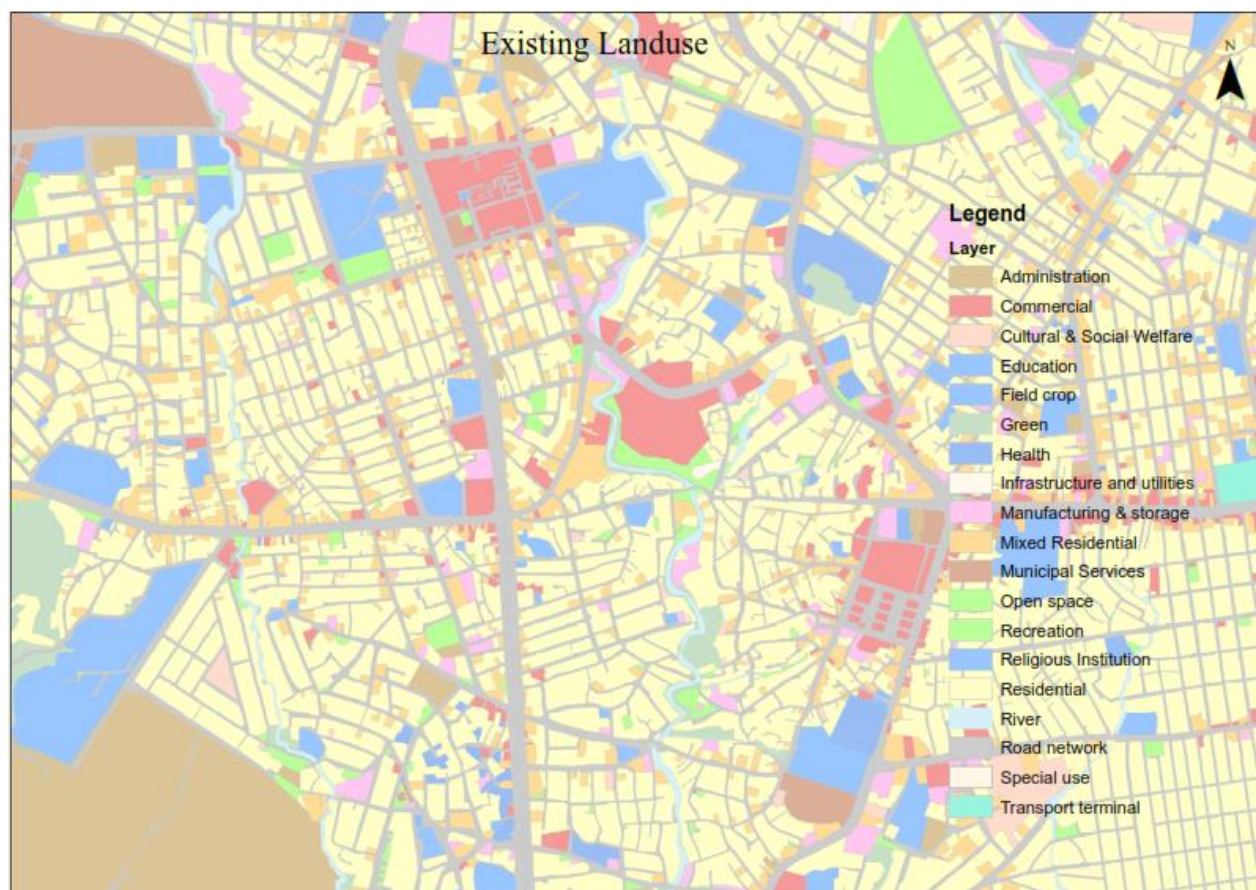 Existing Landuse
N
Legend
Layer
Administration
Commercial
Cultural & Social Welfare
Education
Field crop
Green
Health
Infrastructure and utilities
Manufacturing & storage
Mixed Residential
Municipal Services
Open space
Recreation
Religious Institution
Residential
River
Road network
Special use
Transport terminal